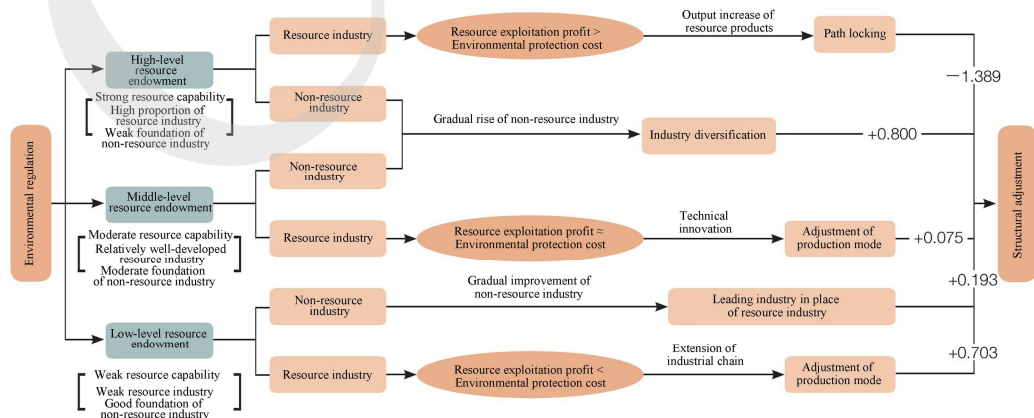 Environmental regulation
High-level
resource
endowment
Strong resource capability
High proportion of
resource industry
Weak foundation of
non-resource industry
Middle-level
resource endowment
Moderate resource capability
Relatively well-developed
resource industry
Moderate foundation
of non-resource industry
Low-level resource
endowment
Weak resource capability
Weak resource industry
Good foundation of
non-resource industry
Resource industry
Resource exploitation profit >
Environmental protection cost
Output increase of
resource products
Path locking
−1.389
Non-resource
industry
Non-resource
industry
Gradual rise of non-resource industry
Industry diversification
+0.800
Resource industry
Resource exploitation profit ≈
Environmental protection cost
Technical
innovation
Adjustment of
production mode
+0.075
Non-resource
industry
Gradual improvement of
non-resource industry
Leading industry in place
of resource industry
+0.193
Resource industry
Resource exploitation profit <
Environmental protection cost
Extension of
industrial chain
Adjustment of
production mode
+0.703
Structural adjustment